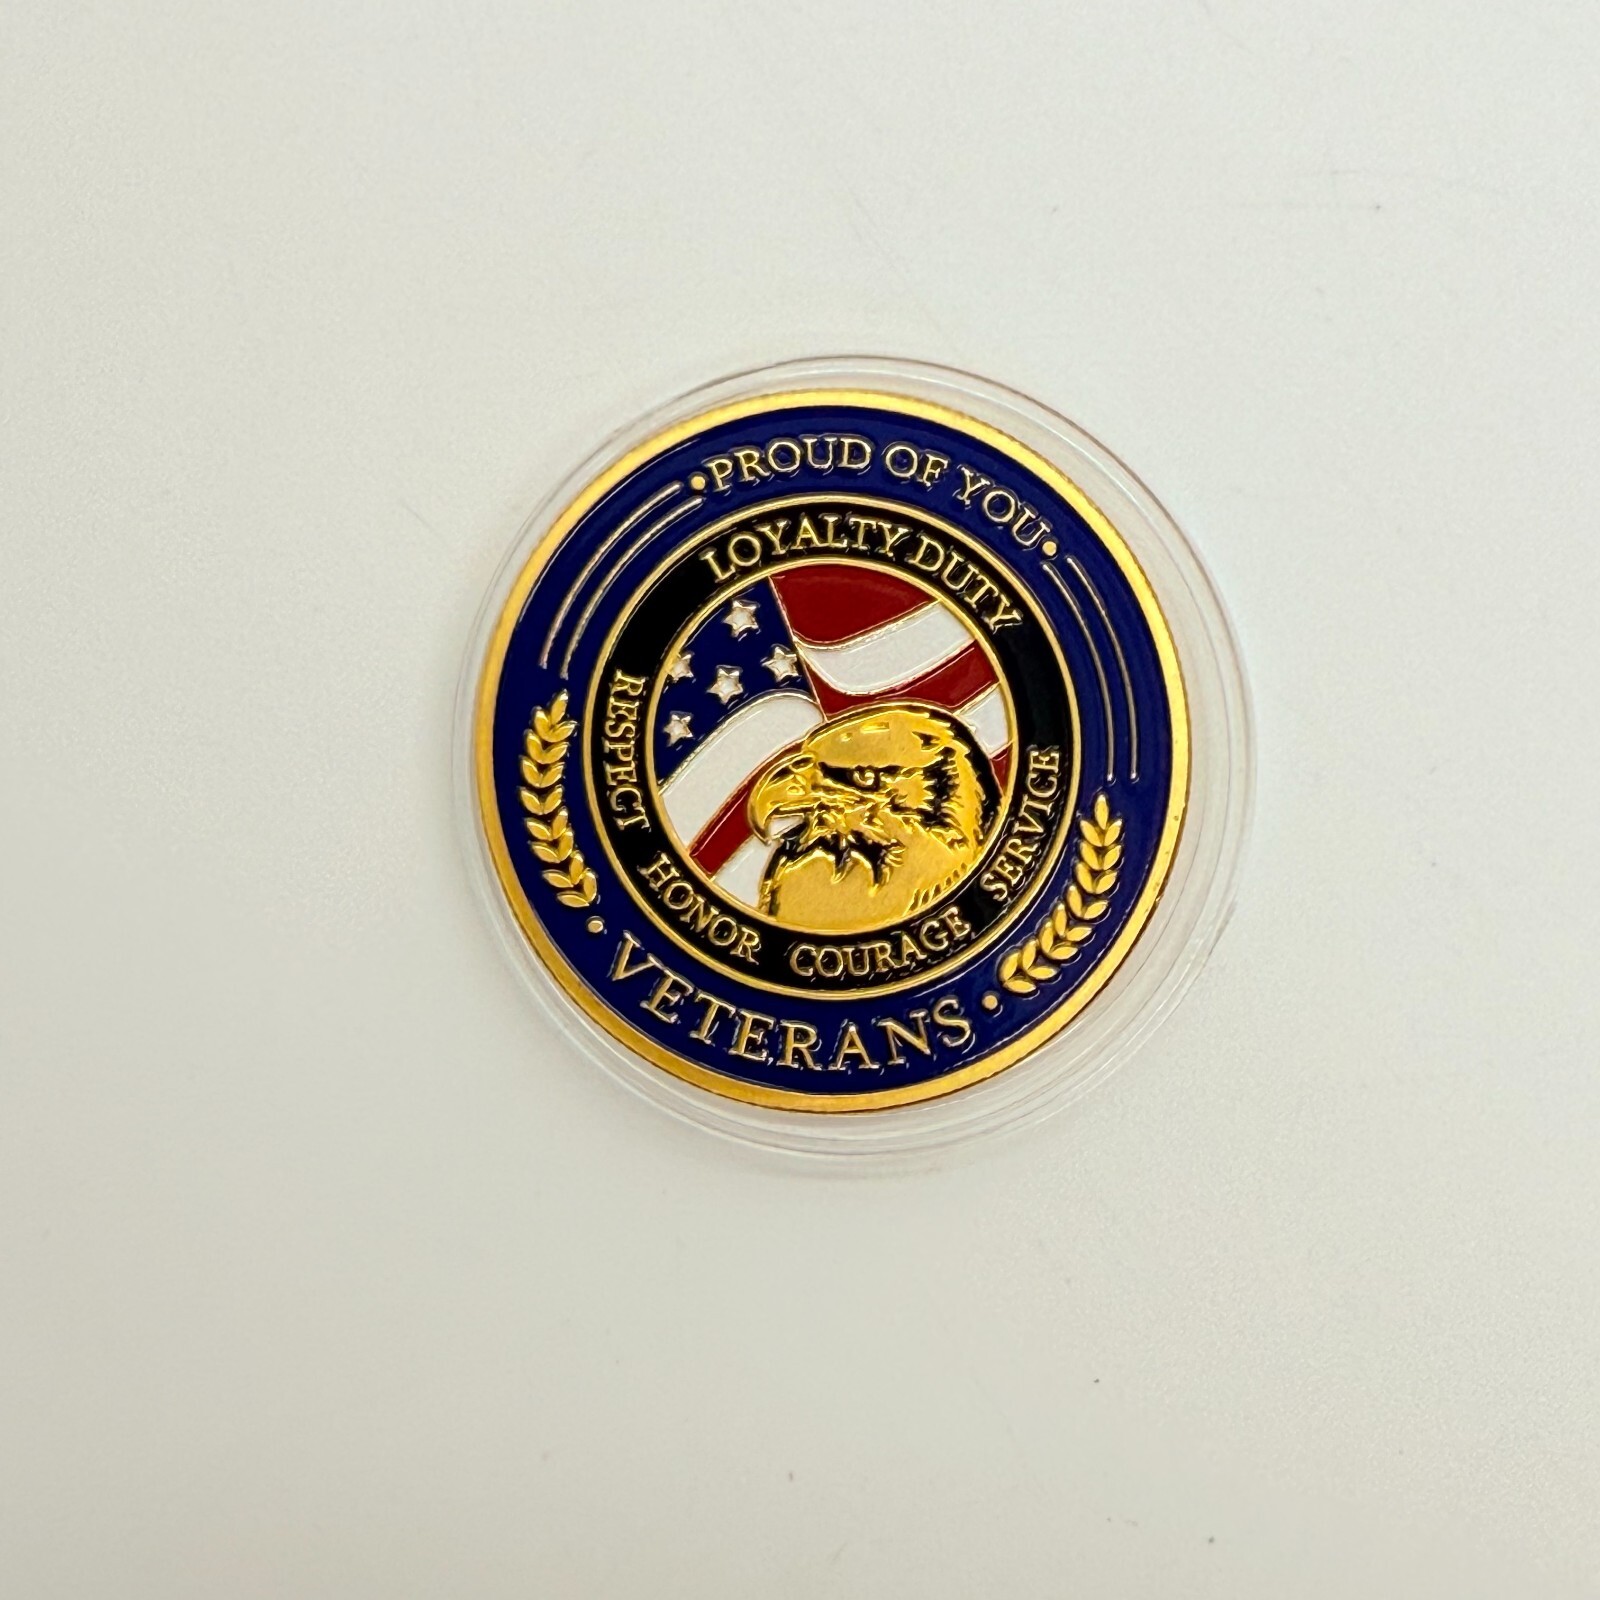 PROUD OF YOU
LOYALTY DUTY
RESPECT HONOR COURAGE SERVICE
VETERANS